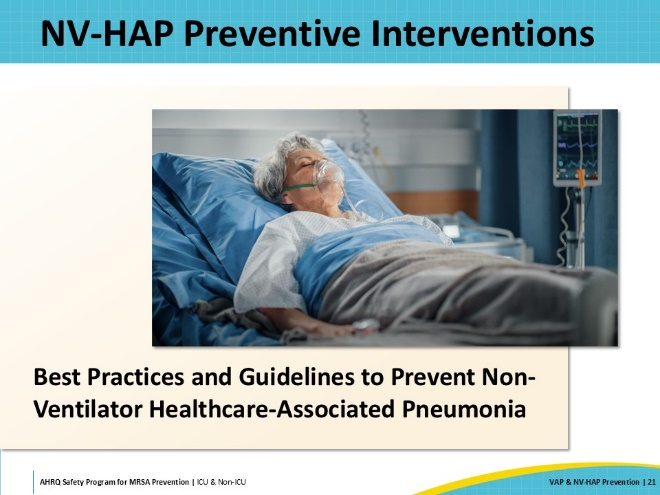 NV-HAP Preventive Interventions
Best Practices and Guidelines to Prevent Non-
Ventilator Healthcare-Associated Pneumonia
AHRQ Safety Program for MRSA Prevention | ICU & Non-ICU
VAP & NV-HAP Prevention | 21